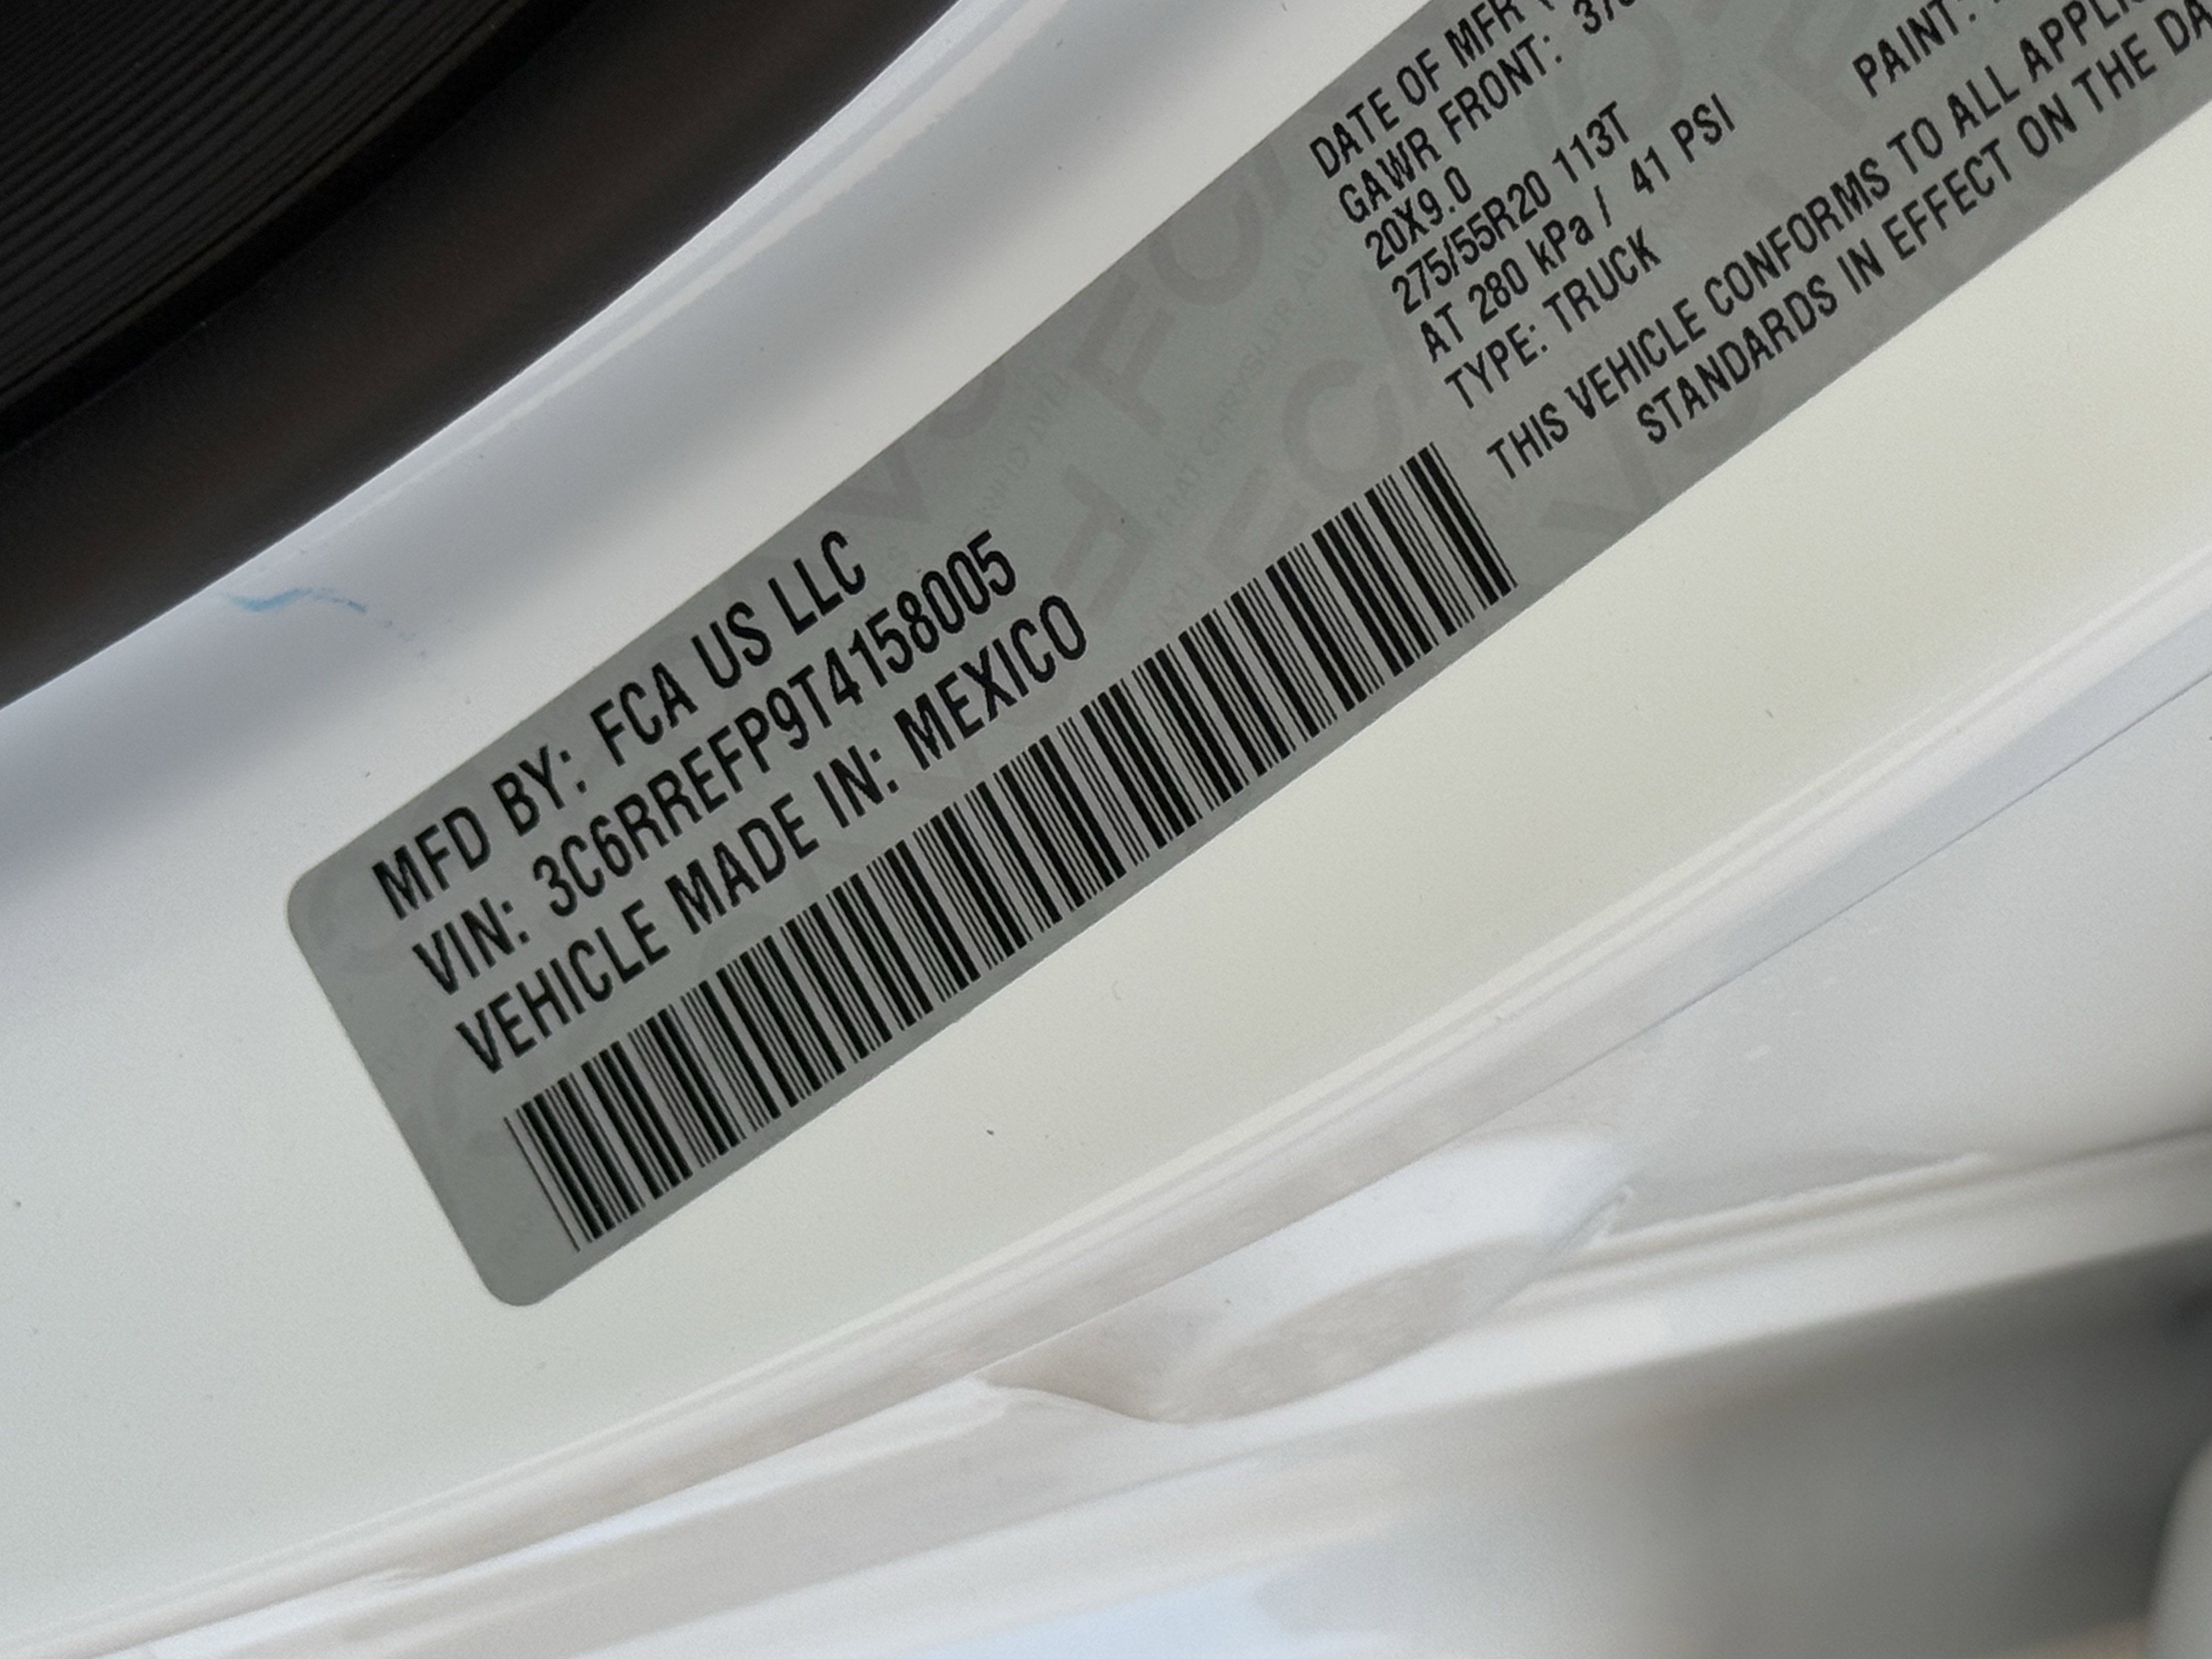 MFD BY: FCA US LLC
VIN: 3C6RREFP9T4158005
VEHICLE MADE IN: MEXICO
DATE OF MFR
GAWR FRONT:
20X9.0
275/55R20 113T
AT 280 kPa / 41 PSI
TYPE: TRUCK
PAINT:
THIS VEHICLE CONFORMS TO ALL
STANDARDS IN EFFECT ON THE